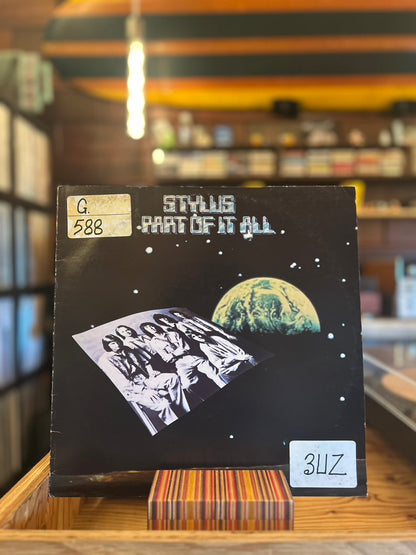 G.
588
STYLUS
PART OF IT ALL
3UZ